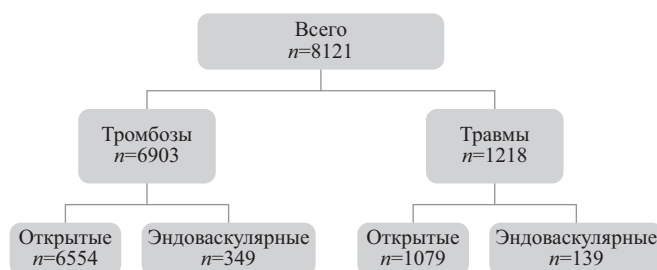 Всего
n=8121
Тромбозы
n=6903
Травмы
n=1218
Открытые
n=6554
Эндоваскулярные
n=349
Открытые
n=1079
Эндоваскулярные
n=139